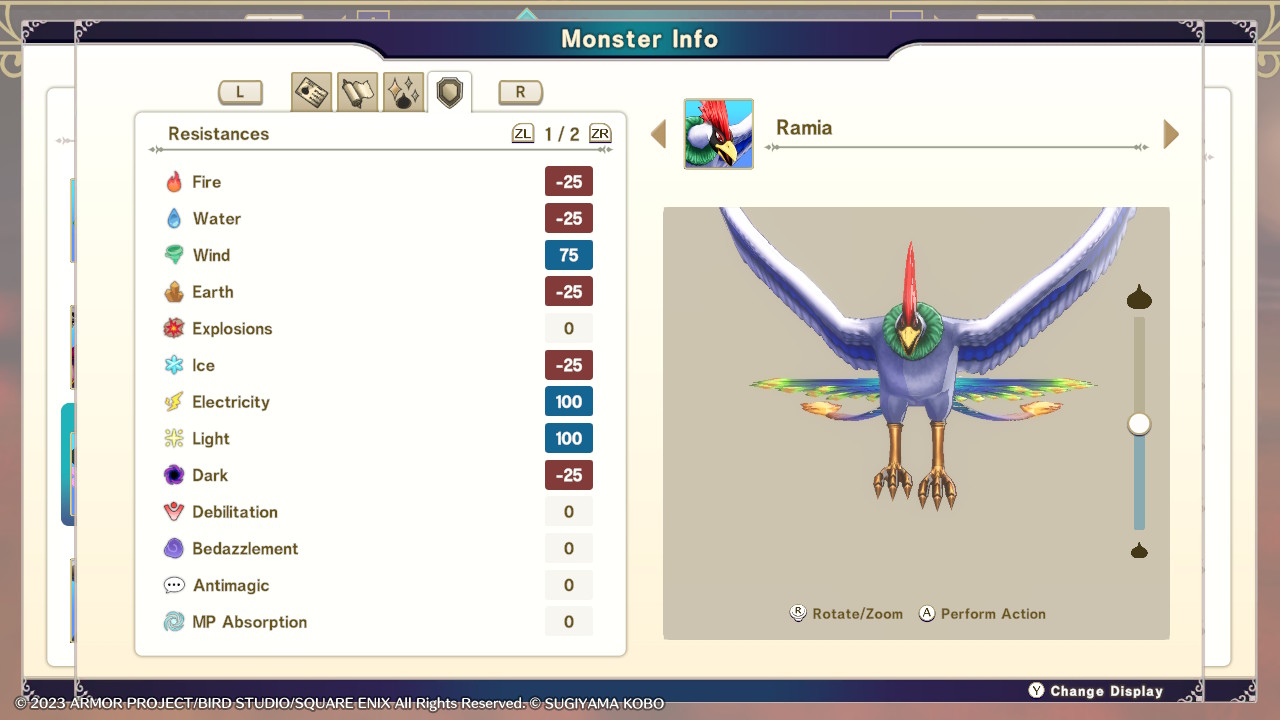 Monster Info
L
R
Resistances
ZL 1 / 2 ZR
Fire -25
Water -25
Wind 75
Earth -25
Explosions 0
Ice -25
Electricity 100
Light 100
Dark -25
Debilitation 0
Bedazzlement 0
Antimagic 0
MP Absorption 0
Ramia
R Rotate/Zoom A Perform Action
Y Change Display
© 2023 ARMOR PROJECT/BIRD STUDIO/SQUARE ENIX All Rights Reserved. © SUGIYAMA KOBO